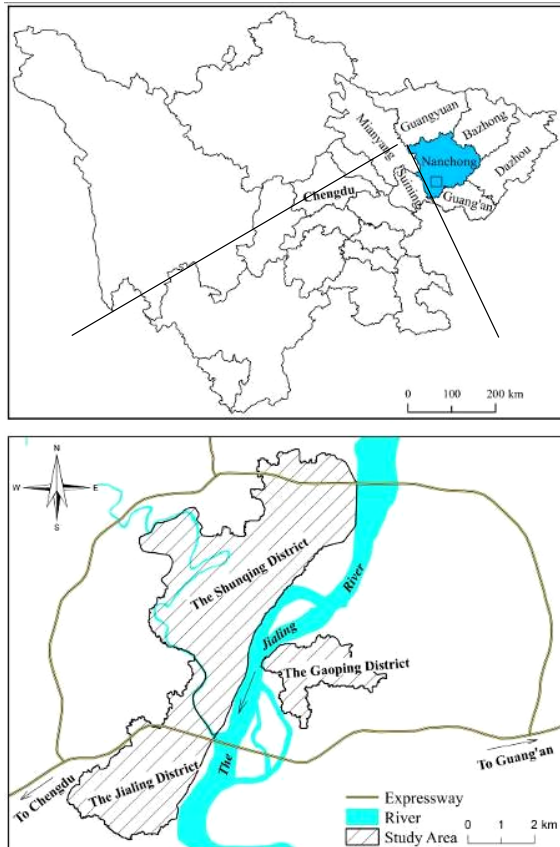 Guangyuan
Mianyang
Bazhong
Nanchong
Dazhou
Suining
Guang'an
Chengdu
0 100 200 km
N
W E
S
The Shunqing District
River
Jialing
The Gaoping District
The
To Chengdu
The Jialing District
To Guang'an
Expressway
River
Study Area
0 1 2 km